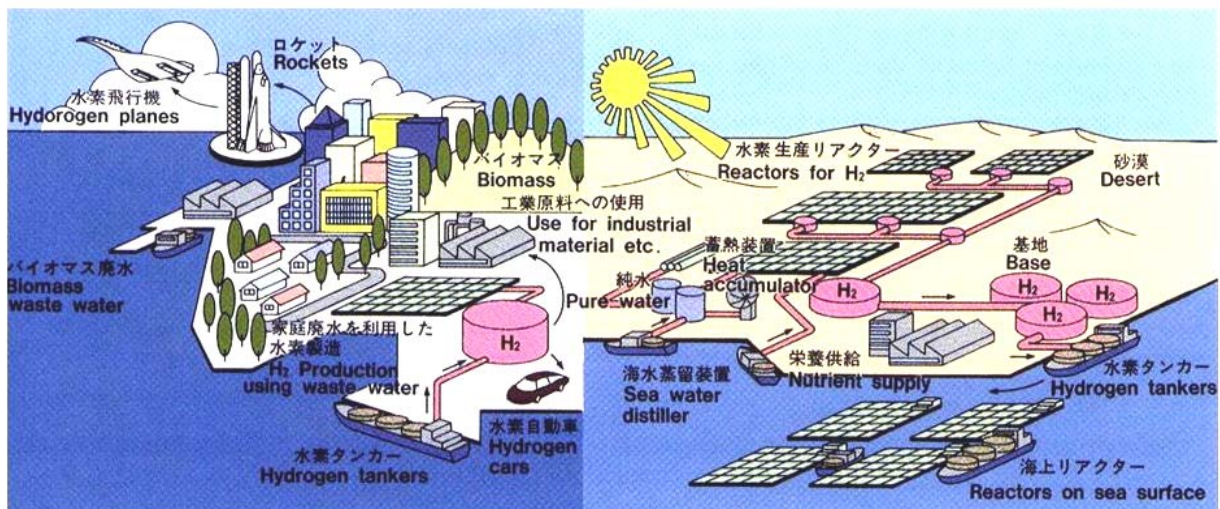 ロケット
Rockets
水素飛行機
Hydorogen planes
バイオマス
Biomass
工業原料への使用
Use for industrial
material etc.
バイオマス廃水
Biomass
waste water
家庭廃水を利用した
水素製造
H₂ Production
using waste water
H₂
水素自動車
Hydrogen
cars
水素タンカー
Hydrogen tankers
水素生産リアクター
Reactors for H₂
砂漠
Desert
蓄熱装置
Heat
accumulator
純水
Pure water
基地
Base
H₂
H₂
H₂
H₂
栄養供給
Nutrient supply
海水蒸留装置
Sea water
distiller
水素タンカー
Hydrogen tankers
海上リアクター
Reactors on sea surface